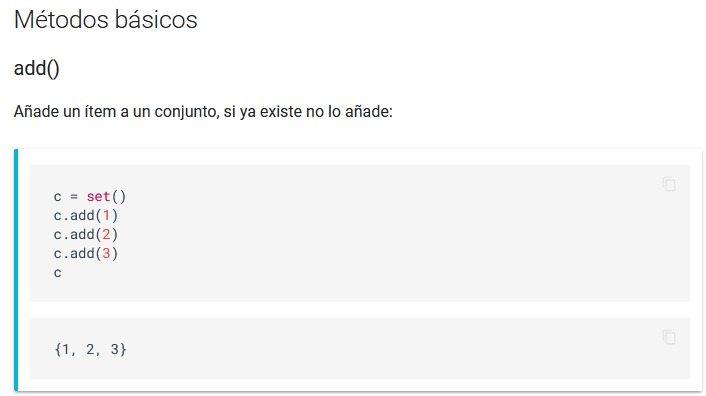 Métodos básicos
add()
Añade un ítem a un conjunto, si ya existe no lo añade:
c = set()
c.add(1)
c.add(2)
c.add(3)
c
{1, 2, 3}